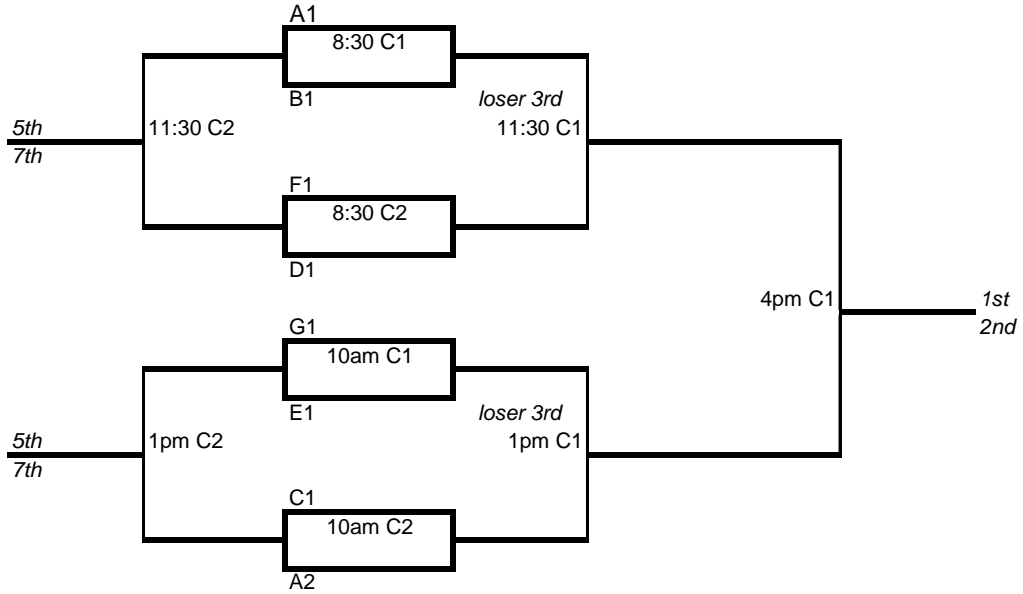 A1
8:30 C1
B1
loser 3rd
5th
11:30 C2
11:30 C1
7th
F1
8:30 C2
D1
4pm C1
1st
2nd
G1
10am C1
E1
loser 3rd
5th
1pm C2
1pm C1
7th
C1
10am C2
A2